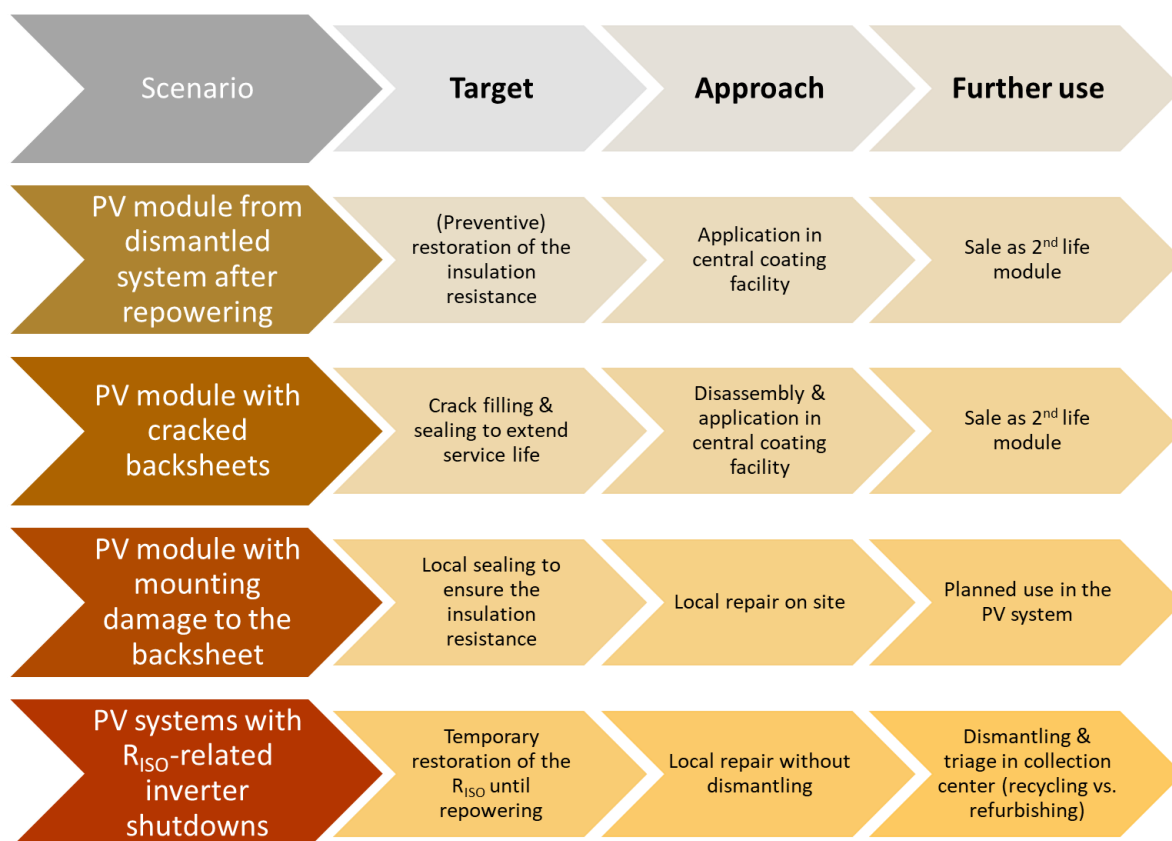 Scenario
Target
Approach
Further use
PV module from
dismantled
system after
repowering
(Preventive)
restoration of the
insulation
resistance
Application in
central coating
facility
Sale as 2nd life
module
PV module with
cracked
backsheets
Crack filling &
sealing to extend
service life
Disassembly &
application in
central coating
facility
Sale as 2nd life
module
PV module with
mounting
damage to the
backsheet
Local sealing to
ensure the
insulation
resistance
Local repair on site
Planned use in the
PV system
PV systems with
RISO-related
inverter
shutdowns
Temporary
restoration of the
RISO until
repowering
Local repair without
dismantling
Dismantling &
triage in collection
center (recycling vs.
refurbishing)